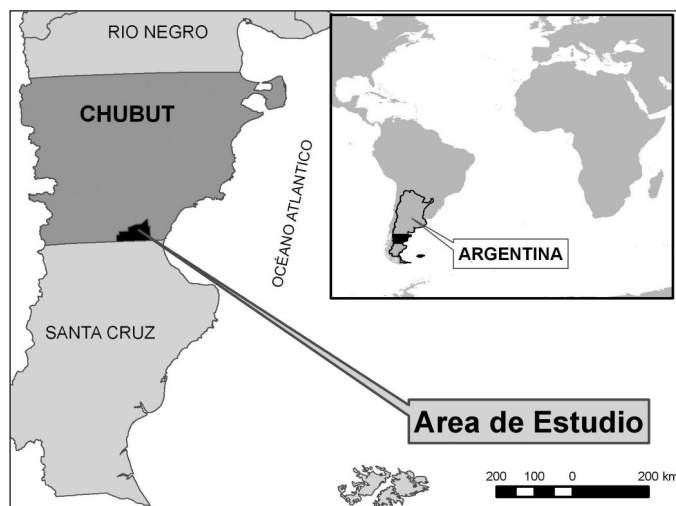 RIO NEGRO
CHUBUT
OCÉANO ATLANTICO
ARGENTINA
SANTA CRUZ
Area de Estudio
200 100 0 200 km